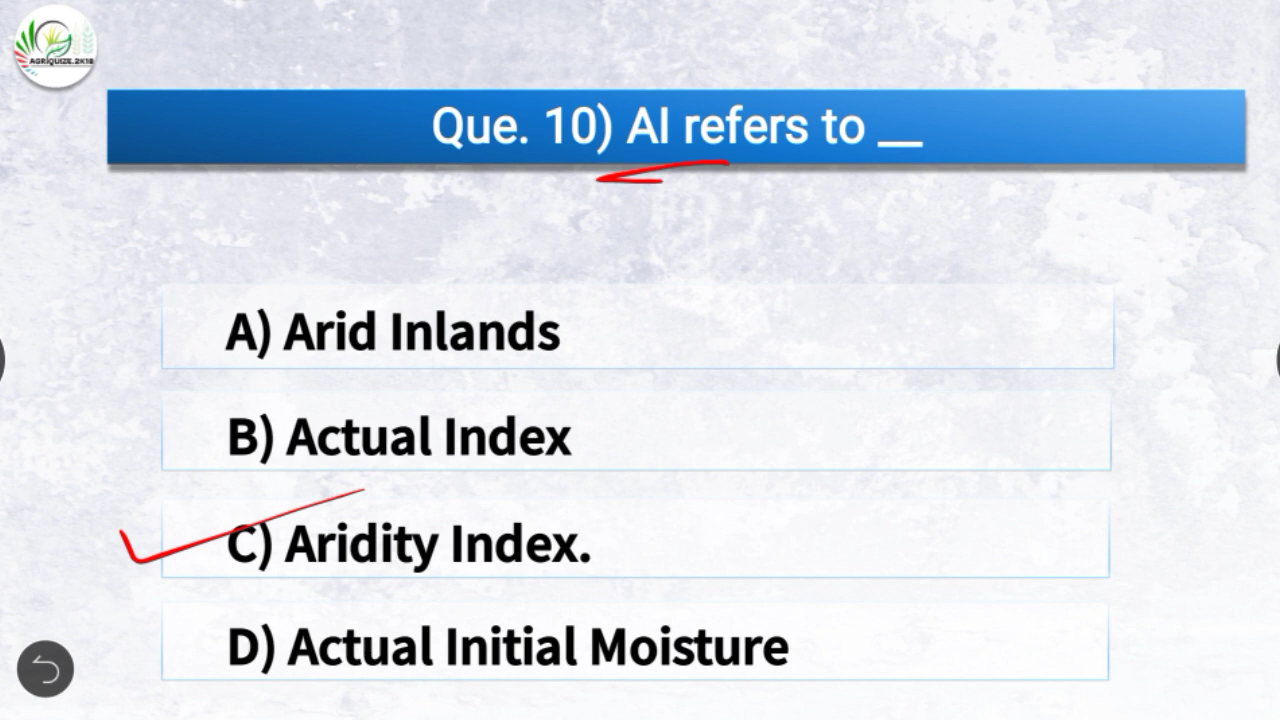 AGRIQUIZE.2K18
Que. 10) AI refers to __
A) Arid Inlands
B) Actual Index
C) Aridity Index.
D) Actual Initial Moisture